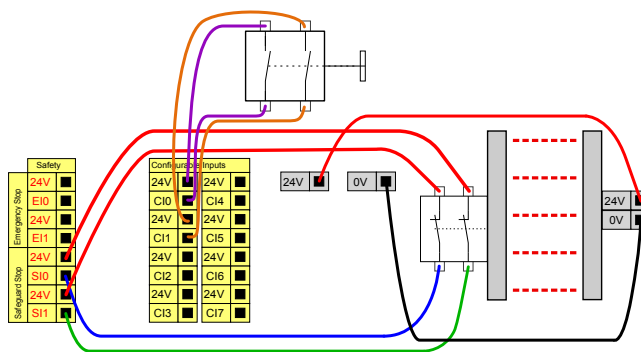 Safety
Emergency Stop
24V
EI0
24V
EI1
Safeguard Stop
24V
SI0
24V
SI1
Configurable Inputs
24V 24V
CI0 CI4
24V 24V
CI1 CI5
24V 24V
CI2 CI6
24V 24V
CI3 CI7
24V 0V
24V
0V